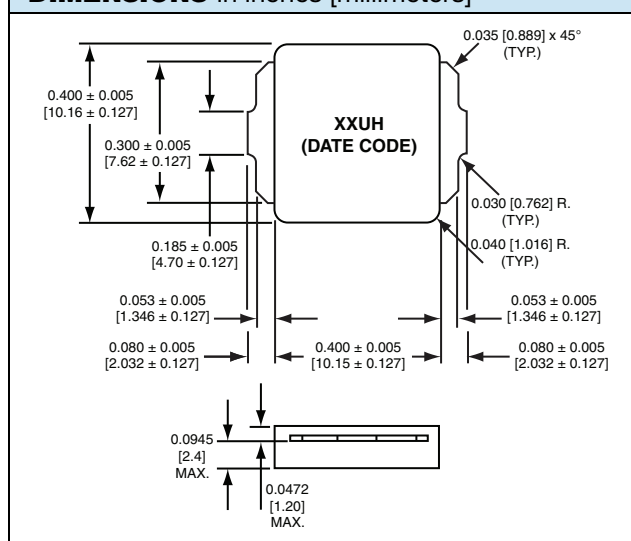 DIMENSIONS in inches [millimeters]
0.035 [0.889] x 45°
(TYP.)
0.400 ± 0.005
[10.16 ± 0.127]
XXUH
(DATE CODE)
0.300 ± 0.005
[7.62 ± 0.127]
0.030 [0.762] R.
(TYP.)
0.185 ± 0.005
[4.70 ± 0.127]
0.040 [1.016] R.
(TYP.)
0.053 ± 0.005
[1.346 ± 0.127]
0.053 ± 0.005
[1.346 ± 0.127]
0.080 ± 0.005
[2.032 ± 0.127]
0.400 ± 0.005
[10.15 ± 0.127]
0.080 ± 0.005
[2.032 ± 0.127]
0.0945
[2.4]
MAX.
0.0472
[1.20]
MAX.